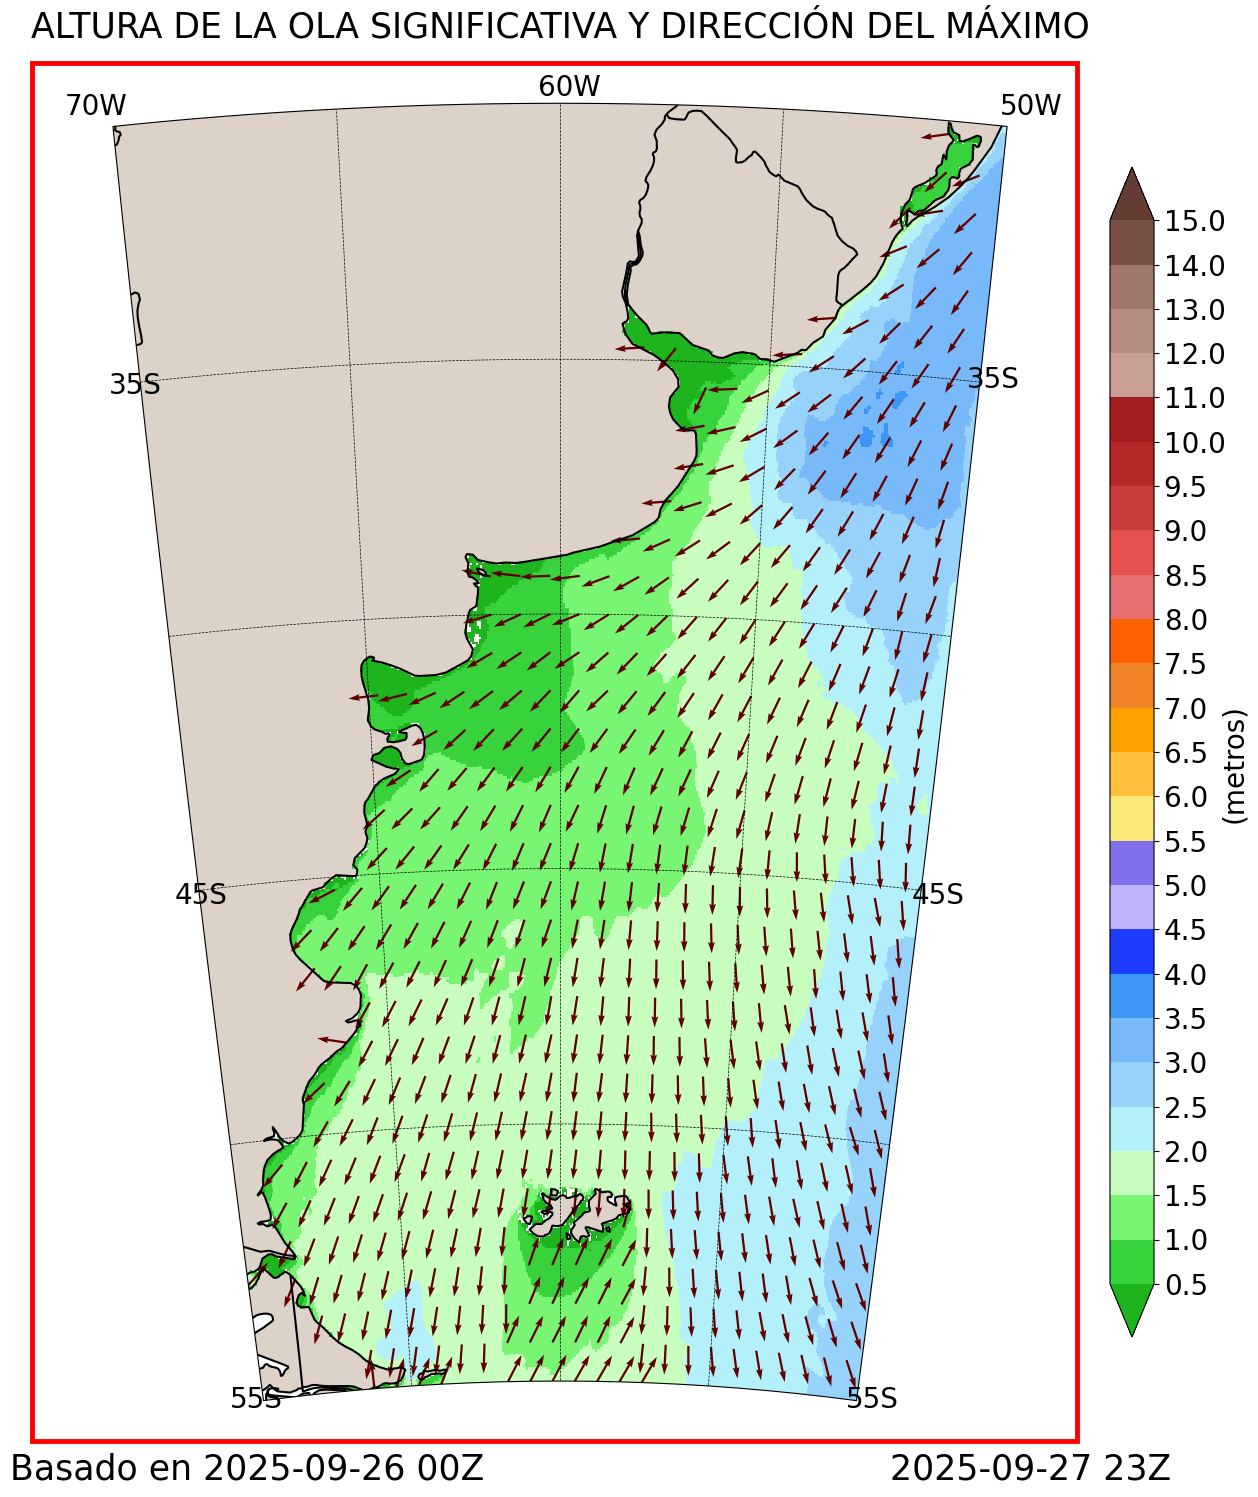 ALTURA DE LA OLA SIGNIFICATIVA Y DIRECCIÓN DEL MÁXIMO
70W
60W
50W
35S
35S
45S
45S
55S
55S
15.0
14.0
13.0
12.0
11.0
10.0
9.5
9.0
8.5
8.0
7.5
7.0
6.5
6.0
5.5
5.0
4.5
4.0
3.5
3.0
2.5
2.0
1.5
1.0
0.5
(metros)
Basado en 2025-09-26 00Z
2025-09-27 23Z